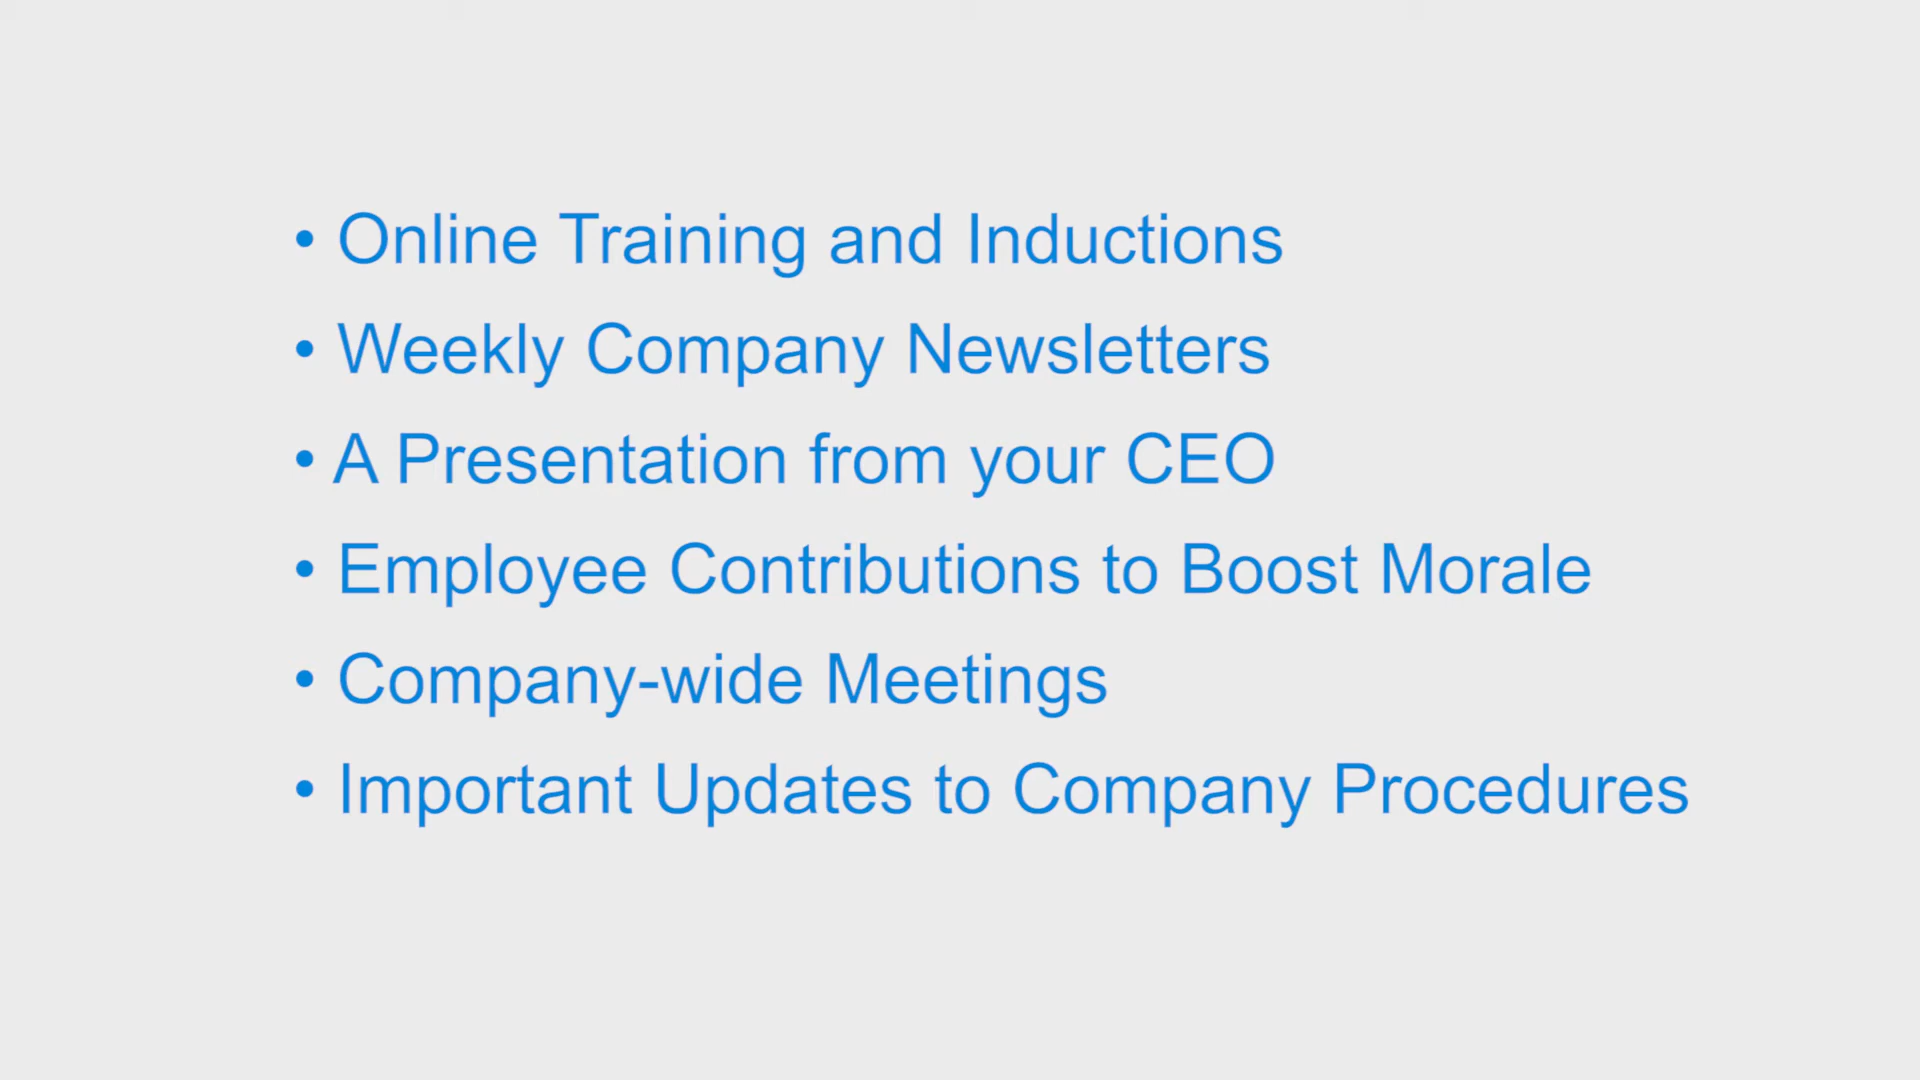 • Online Training and Inductions
• Weekly Company Newsletters
• A Presentation from your CEO
• Employee Contributions to Boost Morale
• Company-wide Meetings
• Important Updates to Company Procedures